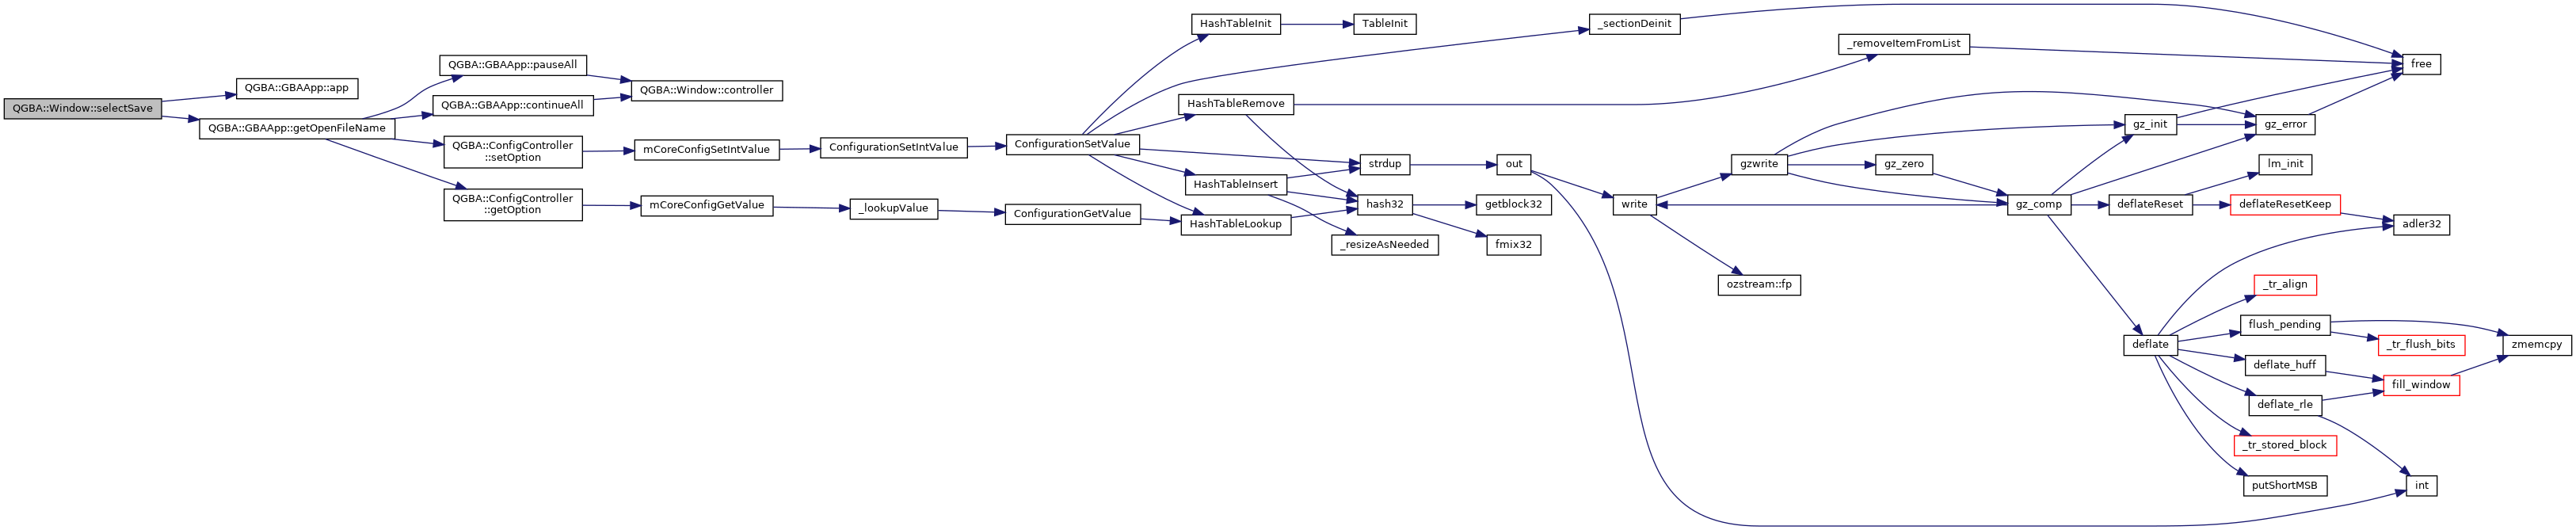 QGBA::Window::selectSave
QGBA::GBAApp::app
QGBA::GBAApp::getOpenFileName
QGBA::GBAApp::pauseAll
QGBA::GBAApp::continueAll
QGBA::ConfigController
::setOption
QGBA::ConfigController
::getOption
QGBA::Window::controller
mCoreConfigSetIntValue
mCoreConfigGetValue
ConfigurationSetIntValue
_lookupValue
ConfigurationSetValue
ConfigurationGetValue
HashTableInit
HashTableRemove
HashTableInsert
HashTableLookup
TableInit
strdup
hash32
_resizeAsNeeded
out
getblock32
fmix32
_sectionDeinit
write
_removeItemFromList
gzwrite
ozstream::fp
gz_zero
gz_comp
gz_init
deflateReset
deflate
gz_error
lm_init
deflateResetKeep
_tr_align
flush_pending
deflate_huff
deflate_rle
_tr_stored_block
putShortMSB
free
adler32
_tr_flush_bits
fill_window
int
zmemcpy